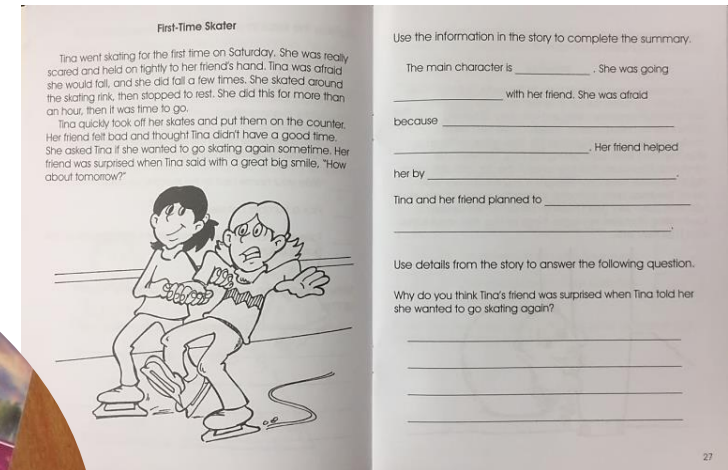 First-Time Skater
Tina went skating for the first time on Saturday. She was really
scared and held on tightly to her friend's hand. Tina was afraid
she would fall, and she did fall a few times. She skated around
the skating rink, then stopped to rest. She did this for more than
an hour, then it was time to go.
Tina quickly took off her skates and put them on the counter.
Her friend felt bad and thought Tina didn't have a good time.
She asked Tina if she wanted to go skating again sometime. Her
friend was surprised when Tina said with a great big smile, "How
about tomorrow?"
Use the information in the story to complete the summary.
The main character is ____________ . She was going
__________________ with her friend. She was afraid
because ______________________________________
________________________________ . Her friend helped
her by _________________________________________.
Tina and her friend planned to ________________________
______________________________________________.
Use details from the story to answer the following question.
Why do you think Tina's friend was surprised when Tina told her
she wanted to go skating again?
27